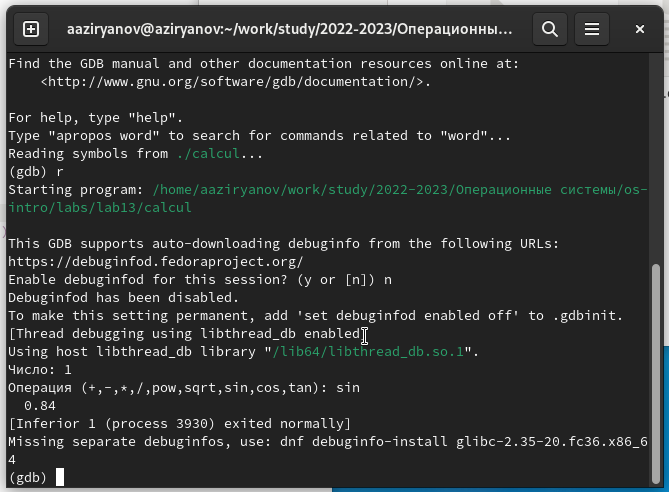 aaziryanov@aziryanov:~/work/study/2022-2023/Операционны...
Find the GDB manual and other documentation resources online at:
    <http://www.gnu.org/software/gdb/documentation/>.
For help, type "help".
Type "apropos word" to search for commands related to "word"...
Reading symbols from ./calcul...
(gdb) r
Starting program: /home/aaziryanov/work/study/2022-2023/Операционные системы/os-
intro/labs/lab13/calcul
This GDB supports auto-downloading debuginfo from the following URLs:
https://debuginfod.fedoraproject.org/
Enable debuginfod for this session? (y or [n]) n
Debuginfod has been disabled.
To make this setting permanent, add 'set debuginfod enabled off' to .gdbinit.
[Thread debugging using libthread_db enabled]
Using host libthread_db library "/lib64/libthread_db.so.1".
Число: 1
Операция (+,-,*,/,pow,sqrt,sin,cos,tan): sin
  0.84
[Inferior 1 (process 3930) exited normally]
Missing separate debuginfos, use: dnf debuginfo-install glibc-2.35-20.fc36.x86_6
4
(gdb)